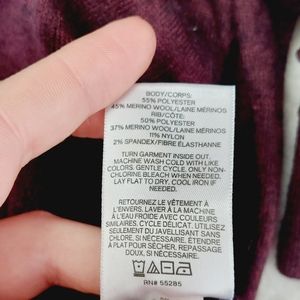 BODY/CORPS:
55% POLYESTER
45% MERINO WOOL/LAINE MÉRINOS
RIB/CÔTE:
50% POLYESTER
37% MERINO WOOL/LAINE MÉRINOS
11% NYLON
2% SPANDEX/FIBRE ÉLASTHANNE
TURN GARMENT INSIDE OUT.
MACHINE WASH COLD WITH LIKE
COLORS. GENTLE CYCLE. ONLY NON-
CHLORINE BLEACH WHEN NEEDED.
LAY FLAT TO DRY. COOL IRON IF
NEEDED.
RETOURNEZ LE VÊTEMENT À
L'ENVERS. LAVER À LA MACHINE
À L'EAU FROIDE AVEC COULEURS
SIMILAIRES, CYCLE DÉLICAT. UTILISEZ
SEULEMENT DU JAVELLISANT SANS
CHLORE, SI NÉCESSAIRE. ÉTENDRE
À PLAT POUR SÉCHER. REPASSAGE
DOUX, SI NÉCESSAIRE.
RN# 55285